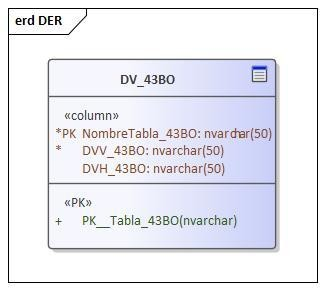 erd DER
DV_43BO
«column»
*PK NombreTabla_43BO: nvarchar(50)
* DVV_43BO: nvarchar(50)
DVH_43BO: nvarchar(50)
«PK»
+ PK__Tabla_43BO(nvarchar)